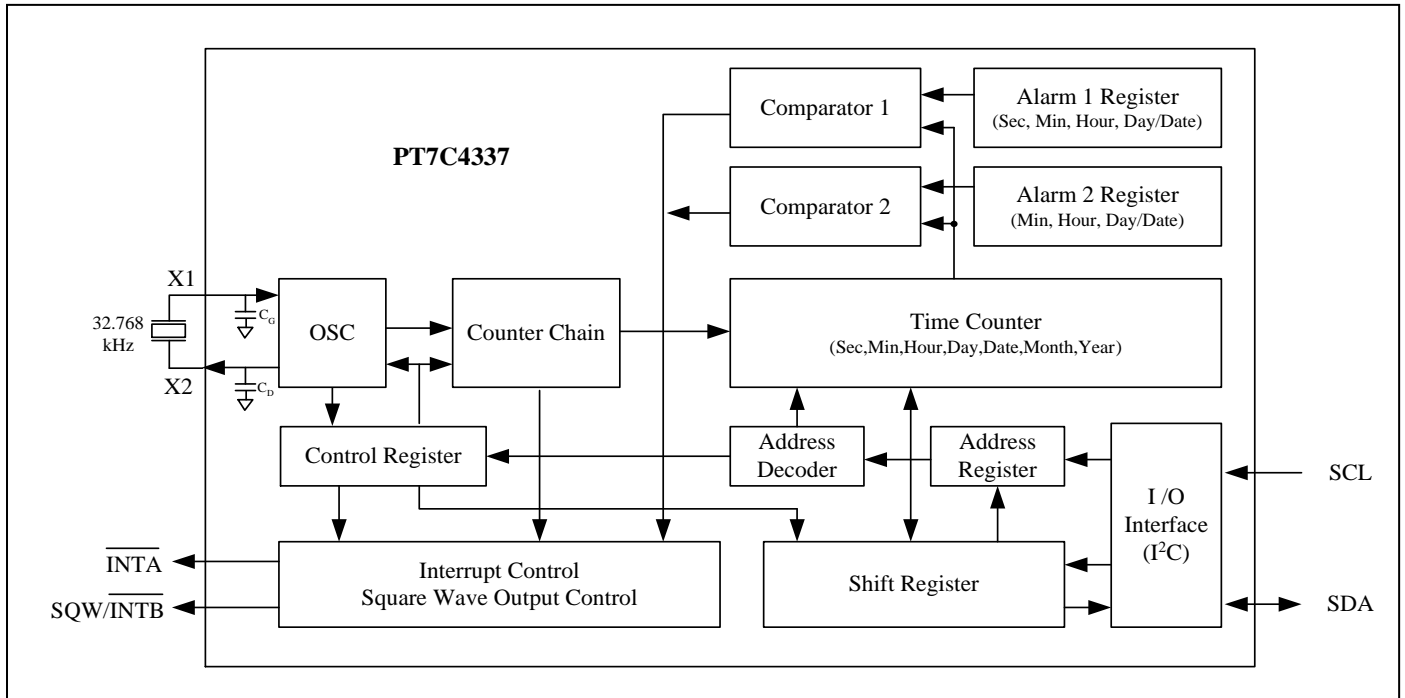 Comparator 1
Alarm 1 Register
(Sec, Min, Hour, Day/Date)
PT7C4337
Comparator 2
Alarm 2 Register
(Min, Hour, Day/Date)
X1
32.768
kHz
X2
C_G
C_D
OSC
Counter Chain
Time Counter
(Sec,Min,Hour,Day,Date,Month,Year)
Control Register
Address
Decoder
Address
Register
I /O
Interface
(I²C)
SCL
SDA
INTA
SQW/INTB
Interrupt Control
Square Wave Output Control
Shift Register